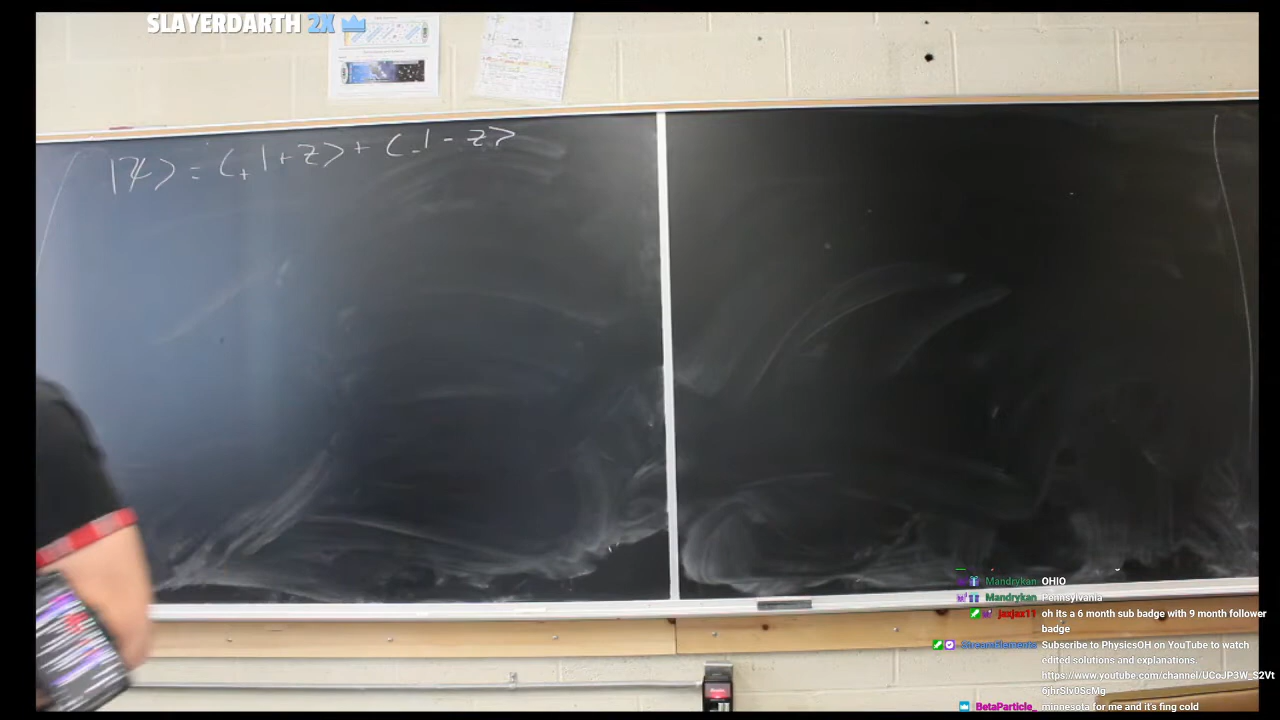 SLAYERDARTH 2X
|ψ⟩ = C₊ |+z⟩ + C₋ |-z⟩
Mandrykan OHIO
Mandrykan Pennsylvania
jaxjax11 oh its a 6 month sub badge with 9 month follower
badge
StreamElements Subscribe to PhysicsOH on YouTube to watch
edited solutions and explanations.
https://www.youtube.com/channel/UCoJP3W_S2Vt
6jhrSIv0ScMg
BetaParticle_ minnesota for me and it's fing cold